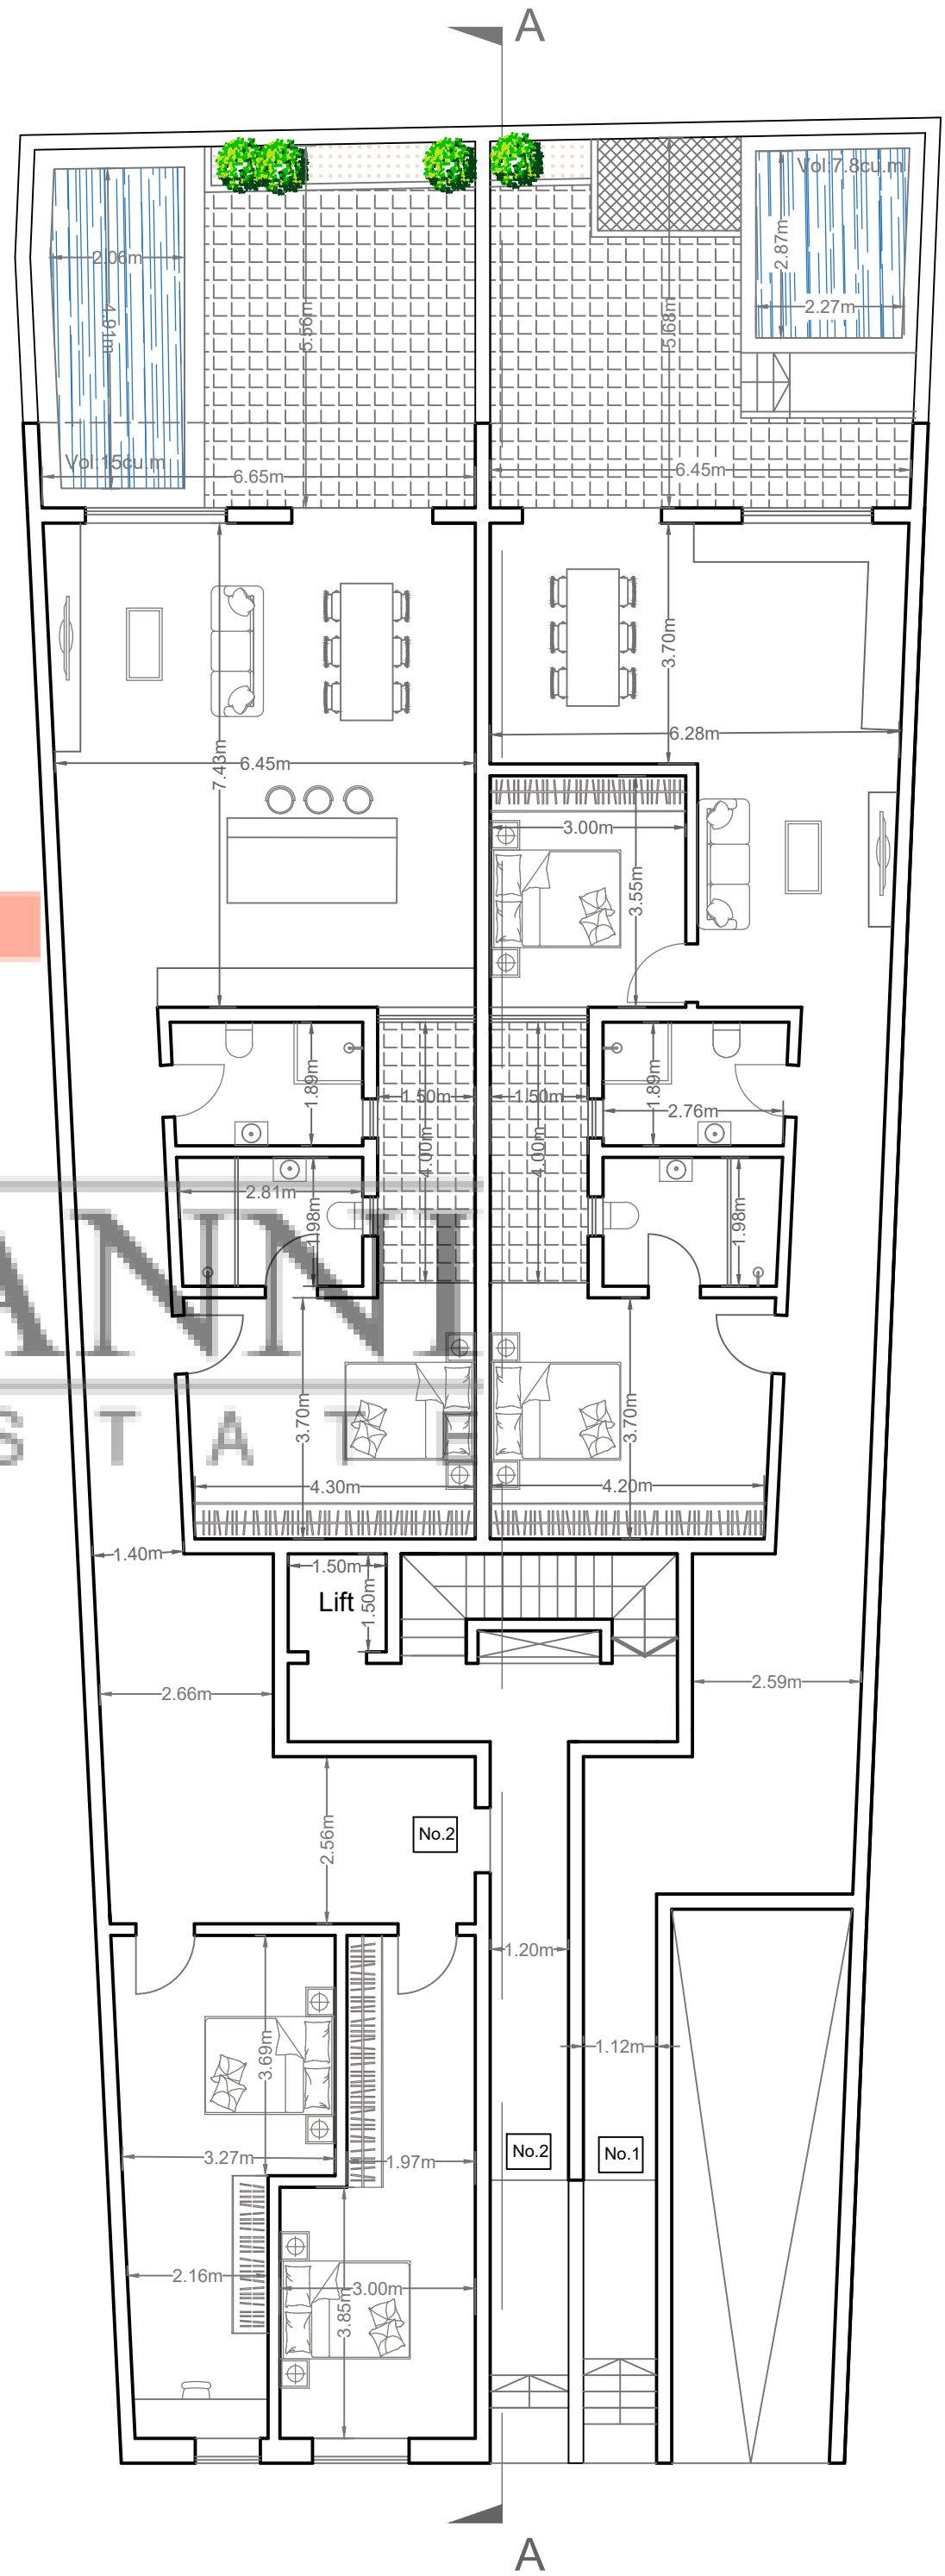 A
Vol:7.8cu.m
2.06m
4.91m
5.56m
5.68m
2.87m
2.27m
Vol:15cu.m
6.65m
6.45m
7.43m
3.70m
6.45m
6.28m
3.00m
3.55m
1.89m
1.50m
4.00m
1.50m
4.00m
1.89m
2.76m
2.81m
1.98m
1.98m
ANNI
STATE
3.70m
4.30m
3.70m
4.20m
1.40m
1.50m
1.50m
Lift
2.66m
2.59m
2.56m
No.2
1.20m
1.12m
3.69m
3.27m
1.97m
No.2
No.1
2.16m
3.00m
3.85m
A